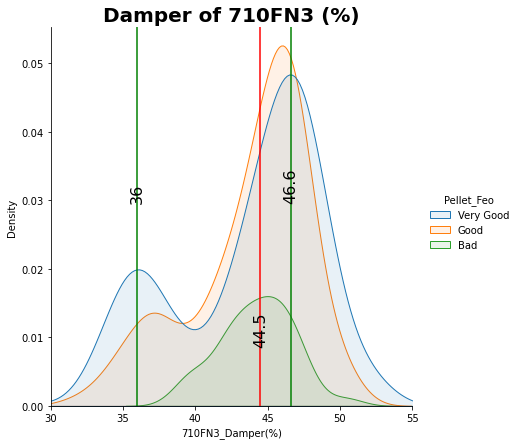 Damper of 710FN3 (%)
0.05
0.04
0.03
0.02
0.01
0.00
Density
36
46.6
44.5
Pellet_Feo
Very Good
Good
Bad
30 35 40 45 50 55
710FN3_Damper(%)